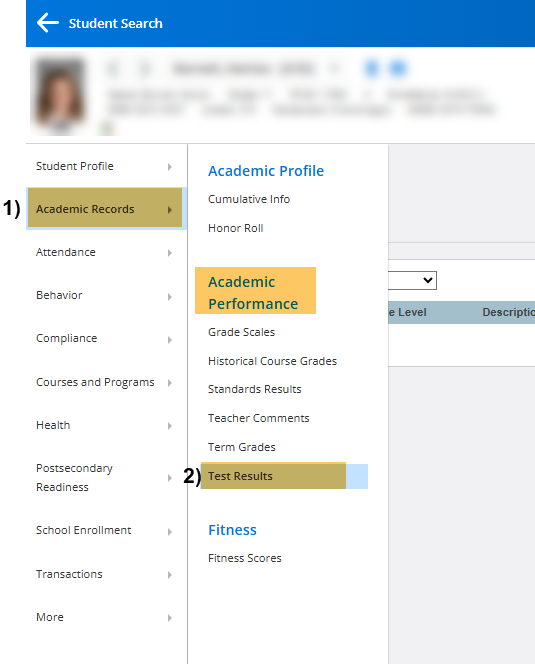 Student Search
Student Profile
1) Academic Records
Attendance
Behavior
Compliance
Courses and Programs
Health
Postsecondary
Readiness
School Enrollment
Transactions
More
Academic Profile
Cumulative Info
Honor Roll
Academic
Performance
Grade Scales
Historical Course Grades
Standards Results
Teacher Comments
Term Grades
2) Test Results
Fitness
Fitness Scores
e Level
Descriptio